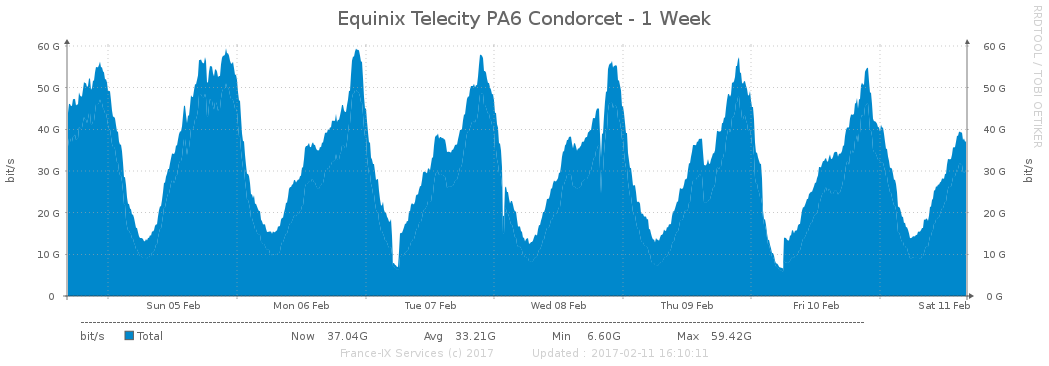 Equinix Telecity PA6 Condorcet - 1 Week
RRDTOOL / TOBI OETIKER
60 G 60 G
50 G 50 G
40 G 40 G
30 G 30 G
20 G 20 G
10 G 10 G
0 0 G
bit/s
bit/s
Sun 05 Feb Mon 06 Feb Tue 07 Feb Wed 08 Feb Thu 09 Feb Fri 10 Feb Sat 11 Feb
bit/s Total Now 37.04G Avg 33.21G Min 6.60G Max 59.42G
France-IX Services (c) 2017 Updated : 2017-02-11 16:10:11